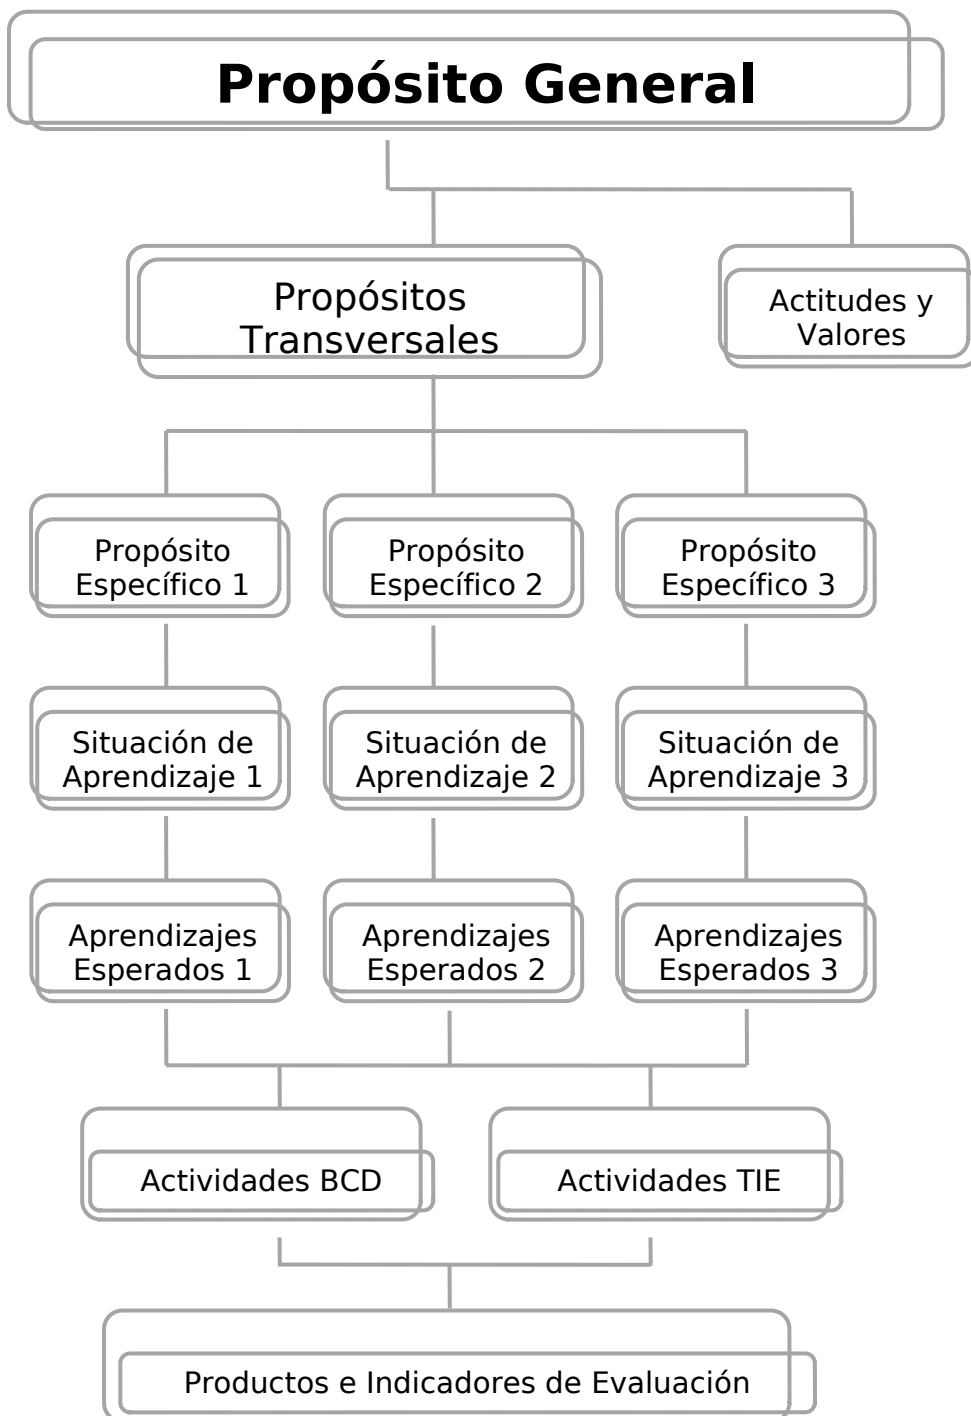 Propósito General
Propósitos
Transversales
Actitudes y
Valores
Propósito
Específico 1
Propósito
Específico 2
Propósito
Específico 3
Situación de
Aprendizaje 1
Situación de
Aprendizaje 2
Situación de
Aprendizaje 3
Aprendizajes
Esperados 1
Aprendizajes
Esperados 2
Aprendizajes
Esperados 3
Actividades BCD
Actividades TIE
Productos e Indicadores de Evaluación